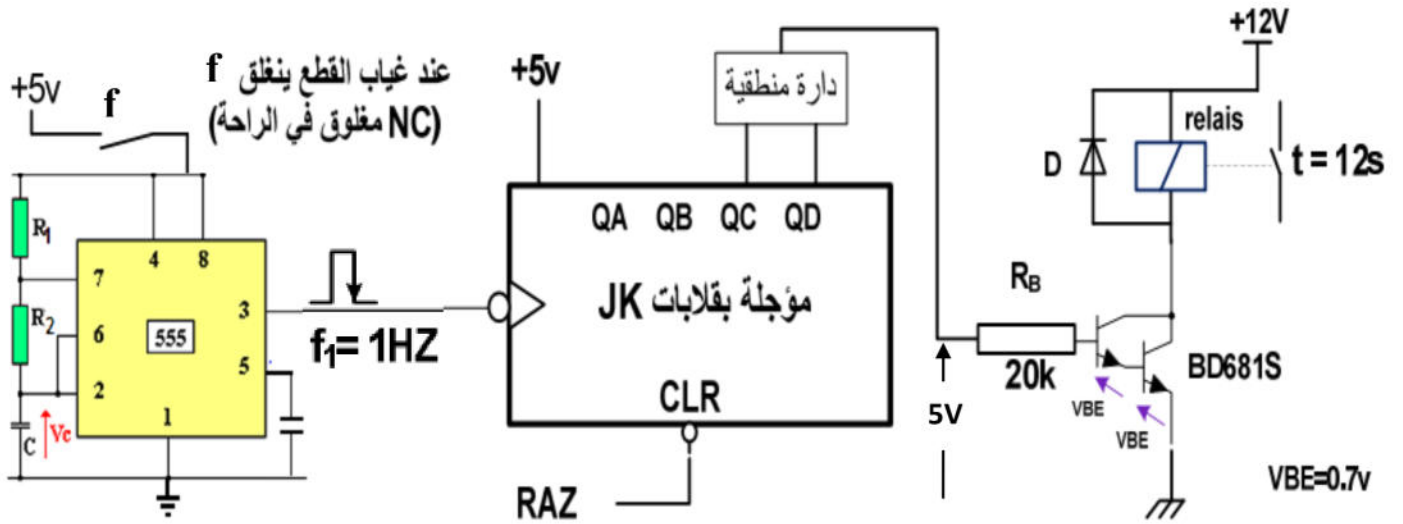 +5v
f
عند غياب القطع ينغلق f
(NC مغلوق في الراحة)
R1
R2
C
Vc
7
6
2
4
8
3
5
1
555
f1= 1HZ
+5v
دارة منطقية
QA QB QC QD
مؤجلة بقلابات JK
CLR
RAZ
5V
RB
20k
VBE
VBE
BD681S
VBE=0.7v
+12V
relais
D
t = 12s